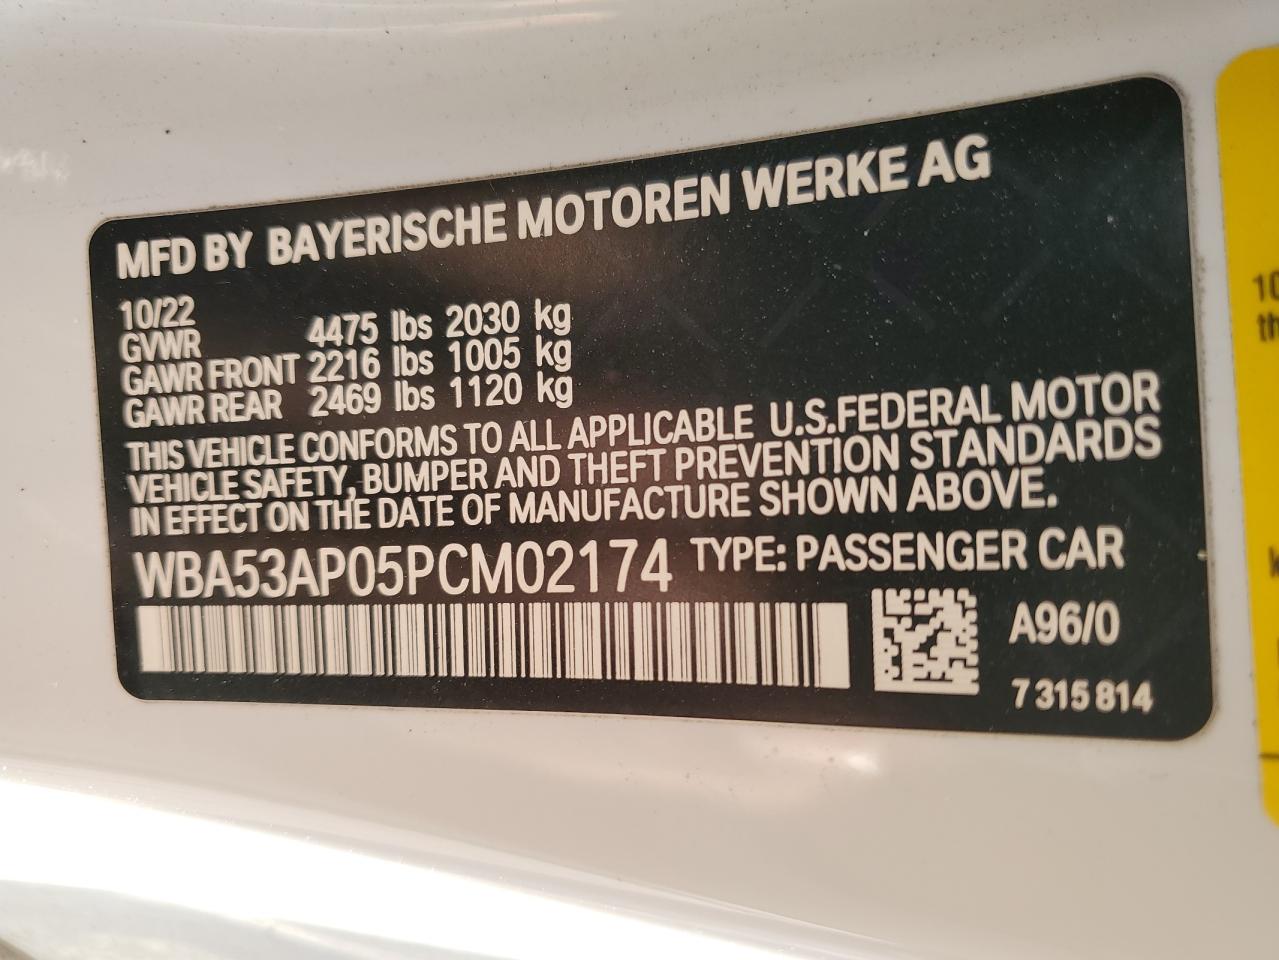 MFD BY BAYERISCHE MOTOREN WERKE AG
10/22
GVWR 4475 lbs 2030 kg
GAWR FRONT 2216 lbs 1005 kg
GAWR REAR 2469 lbs 1120 kg
THIS VEHICLE CONFORMS TO ALL APPLICABLE U.S.FEDERAL MOTOR
VEHICLE SAFETY, BUMPER AND THEFT PREVENTION STANDARDS
IN EFFECT ON THE DATE OF MANUFACTURE SHOWN ABOVE.
WBA53AP05PCM02174 TYPE: PASSENGER CAR
A96/0
7 315 814
10
th